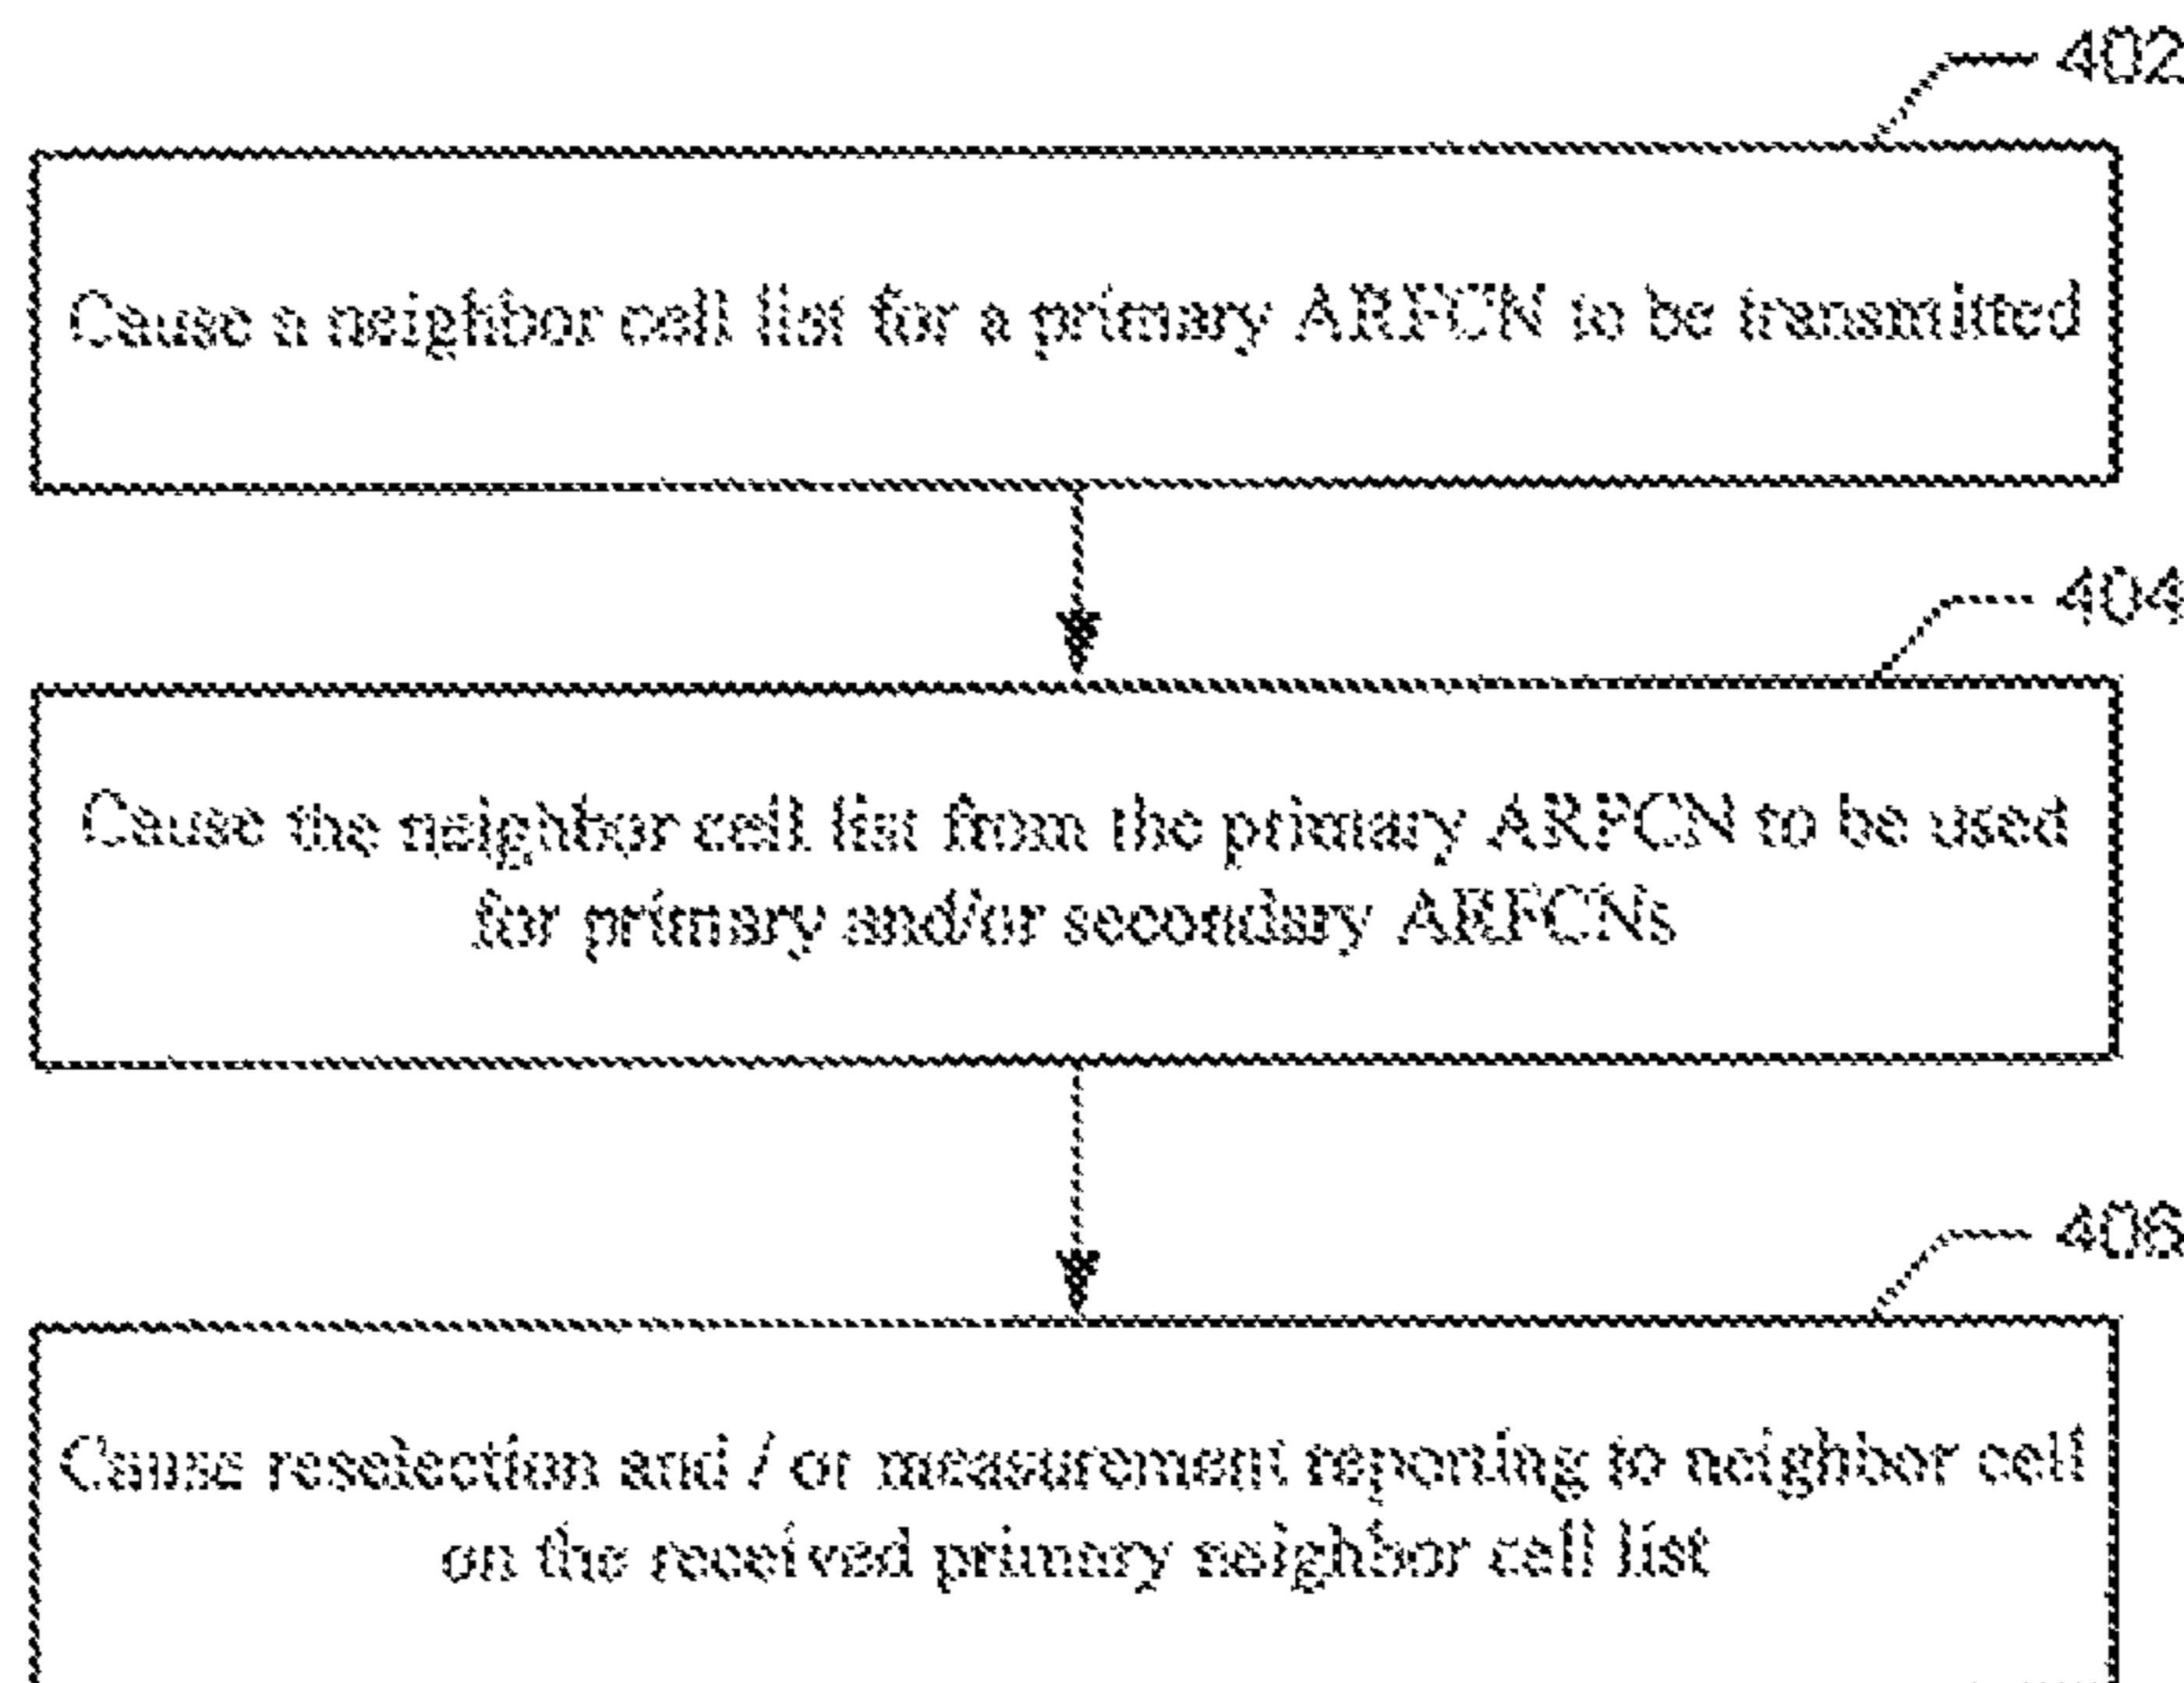 402
Cause a neighbor cell list for a primary ARFCN to be transmitted
404
Cause the neighbor cell list from the primary ARFCN to be used
for primary and/or secondary ARFCNs
406
Cause reselection and / or measurement reporting to neighbor cell
on the received primary neighbor cell list